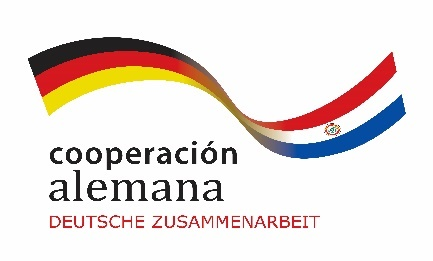 cooperación
alemana
DEUTSCHE ZUSAMMENARBEIT